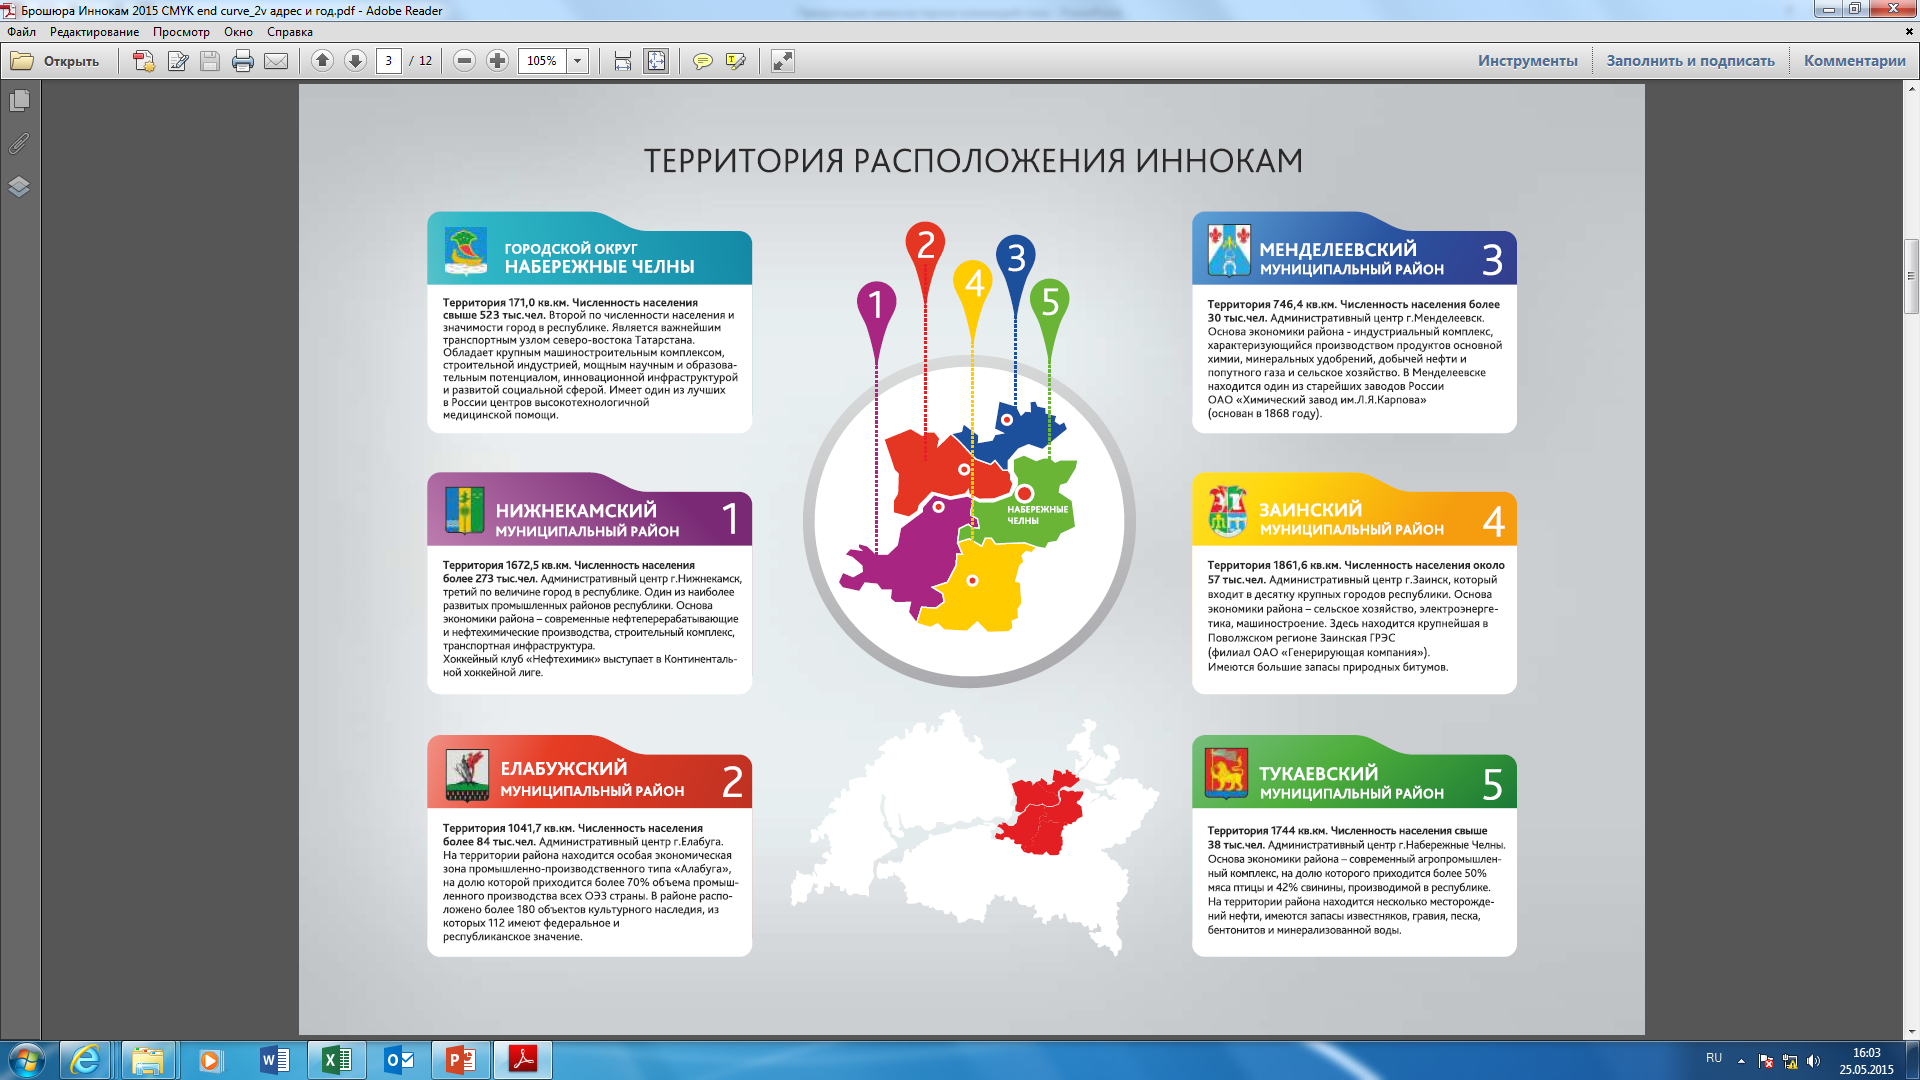 Брошюра Иннокам 2015 CMYK end curve_2v адрес и год.pdf - Adobe Reader
Файл Редактирование Просмотр Окно Справка
Открыть 3 / 12 105% Инструменты Заполнить и подписать Комментарии
ТЕРРИТОРИЯ РАСПОЛОЖЕНИЯ ИННОКАМ
ГОРОДСКОЙ ОКРУГ
НАБЕРЕЖНЫЕ ЧЕЛНЫ
Территория 171,0 кв.км. Численность населения
свыше 523 тыс.чел. Второй по численности населения и
значимости город в республике. Является важнейшим
транспортным узлом северо-востока Татарстана.
Обладает крупным машиностроительным комплексом,
строительной индустрией, мощным научным и образова-
тельным потенциалом, инновационной инфраструктурой
и развитой социальной сферой. Имеет один из лучших
в России центров высокотехнологичной
медицинской помощи.
НИЖНЕКАМСКИЙ
МУНИЦИПАЛЬНЫЙ РАЙОН 1
Территория 1672,5 кв.км. Численность населения
более 273 тыс.чел. Административный центр г.Нижнекамск,
третий по величине город в республике. Один из наиболее
развитых промышленных районов республики. Основа
экономики района – современные нефтеперерабатывающие
и нефтехимические производства, строительный комплекс,
транспортная инфраструктура.
Хоккейный клуб «Нефтехимик» выступает в Континенталь-
ной хоккейной лиге.
ЕЛАБУЖСКИЙ
МУНИЦИПАЛЬНЫЙ РАЙОН 2
Территория 1041,7 кв.км. Численность населения
более 84 тыс.чел. Административный центр г.Елабуга.
На территории района находится особая экономическая
зона промышленно-производственного типа «Алабуга»,
на долю которой приходится более 70% объема промыш-
ленного производства всех ОЭЗ страны. В районе распо-
ложено более 180 объектов культурного наследия, из
которых 112 имеют федеральное и
республиканское значение.
1
2
4
3
5
НАБЕРЕЖНЫЕ
ЧЕЛНЫ
МЕНДЕЛЕЕВСКИЙ
МУНИЦИПАЛЬНЫЙ РАЙОН 3
Территория 746,4 кв.км. Численность населения более
30 тыс.чел. Административный центр г.Менделеевск.
Основа экономики района - индустриальный комплекс,
характеризующийся производством продуктов основной
химии, минеральных удобрений, добычей нефти и
попутного газа и сельское хозяйство. В Менделеевске
находится один из старейших заводов России
ОАО «Химический завод им.Л.Я.Карпова»
(основан в 1868 году).
ЗАИНСКИЙ
МУНИЦИПАЛЬНЫЙ РАЙОН 4
Территория 1861,6 кв.км. Численность населения около
57 тыс.чел. Административный центр г.Заинск, который
входит в десятку крупных городов республики. Основа
экономики района – сельское хозяйство, электроэнерге-
тика, машиностроение. Здесь находится крупнейшая в
Поволжском регионе Заинская ГРЭС
(филиал ОАО «Генерирующая компания»).
Имеются большие запасы природных битумов.
ТУКАЕВСКИЙ
МУНИЦИПАЛЬНЫЙ РАЙОН 5
Территория 1744 кв.км. Численность населения свыше
38 тыс.чел. Административный центр г.Набережные Челны.
Основа экономики района – современный агропромышлен-
ный комплекс, на долю которого приходится более 50%
мяса птицы и 42% свинины, производимой в республике.
На территории района находится несколько месторожде-
ний нефти, имеются запасы известняков, гравия, песка,
бентонитов и минерализованной воды.
RU 16:03
25.05.2015